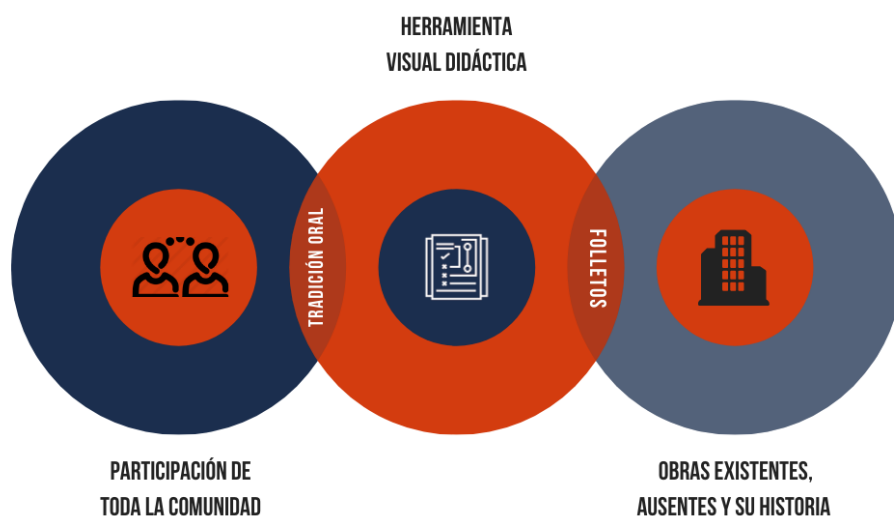 HERRAMIENTA
VISUAL DIDÁCTICA
TRADICIÓN ORAL
FOLLETOS
PARTICIPACIÓN DE
TODA LA COMUNIDAD
OBRAS EXISTENTES,
AUSENTES Y SU HISTORIA